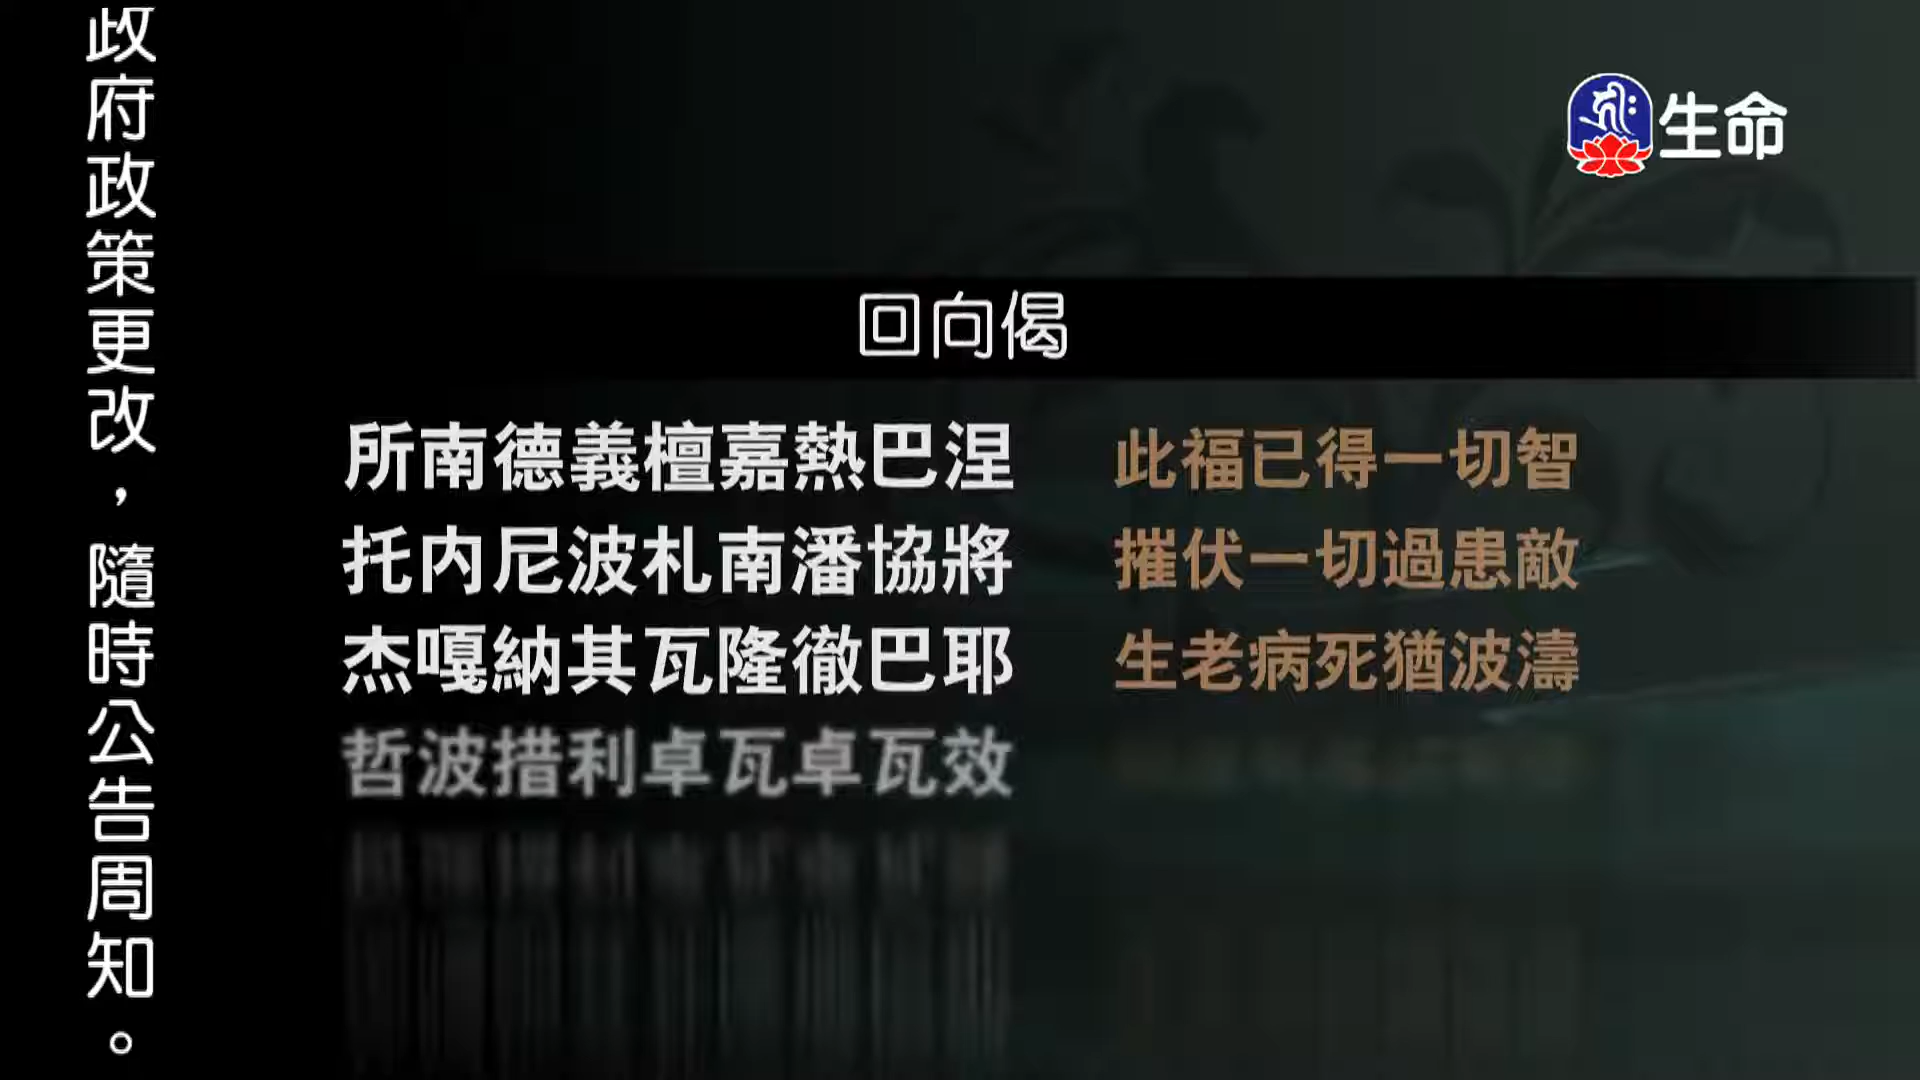 政府政策更改，隨時公告周知。
生命
回向偈
所南德義檀嘉熱巴涅
此福已得一切智
托內尼波札南潘協將
摧伏一切過患敵
杰嘎納其瓦隆徹巴耶
生老病死猶波濤
哲波措利卓瓦卓瓦效